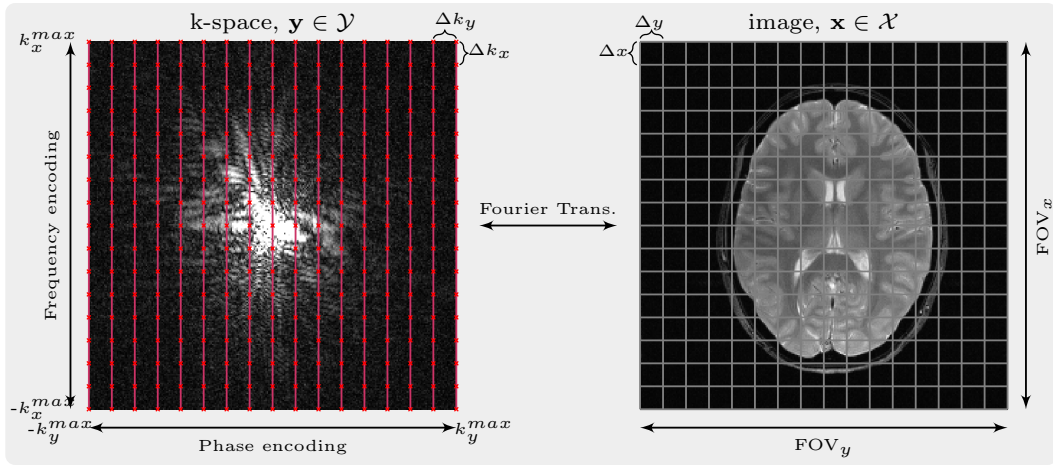 k-space, 𝐲 ∈ 𝒴
image, 𝐱 ∈ 𝒳
Δk_y
Δk_x
Δy
Δx
k_x^{max}
Frequency encoding
-k_x^{max}
-k_y^{max}
Phase encoding
k_y^{max}
Fourier Trans.
FOV_x
FOV_y